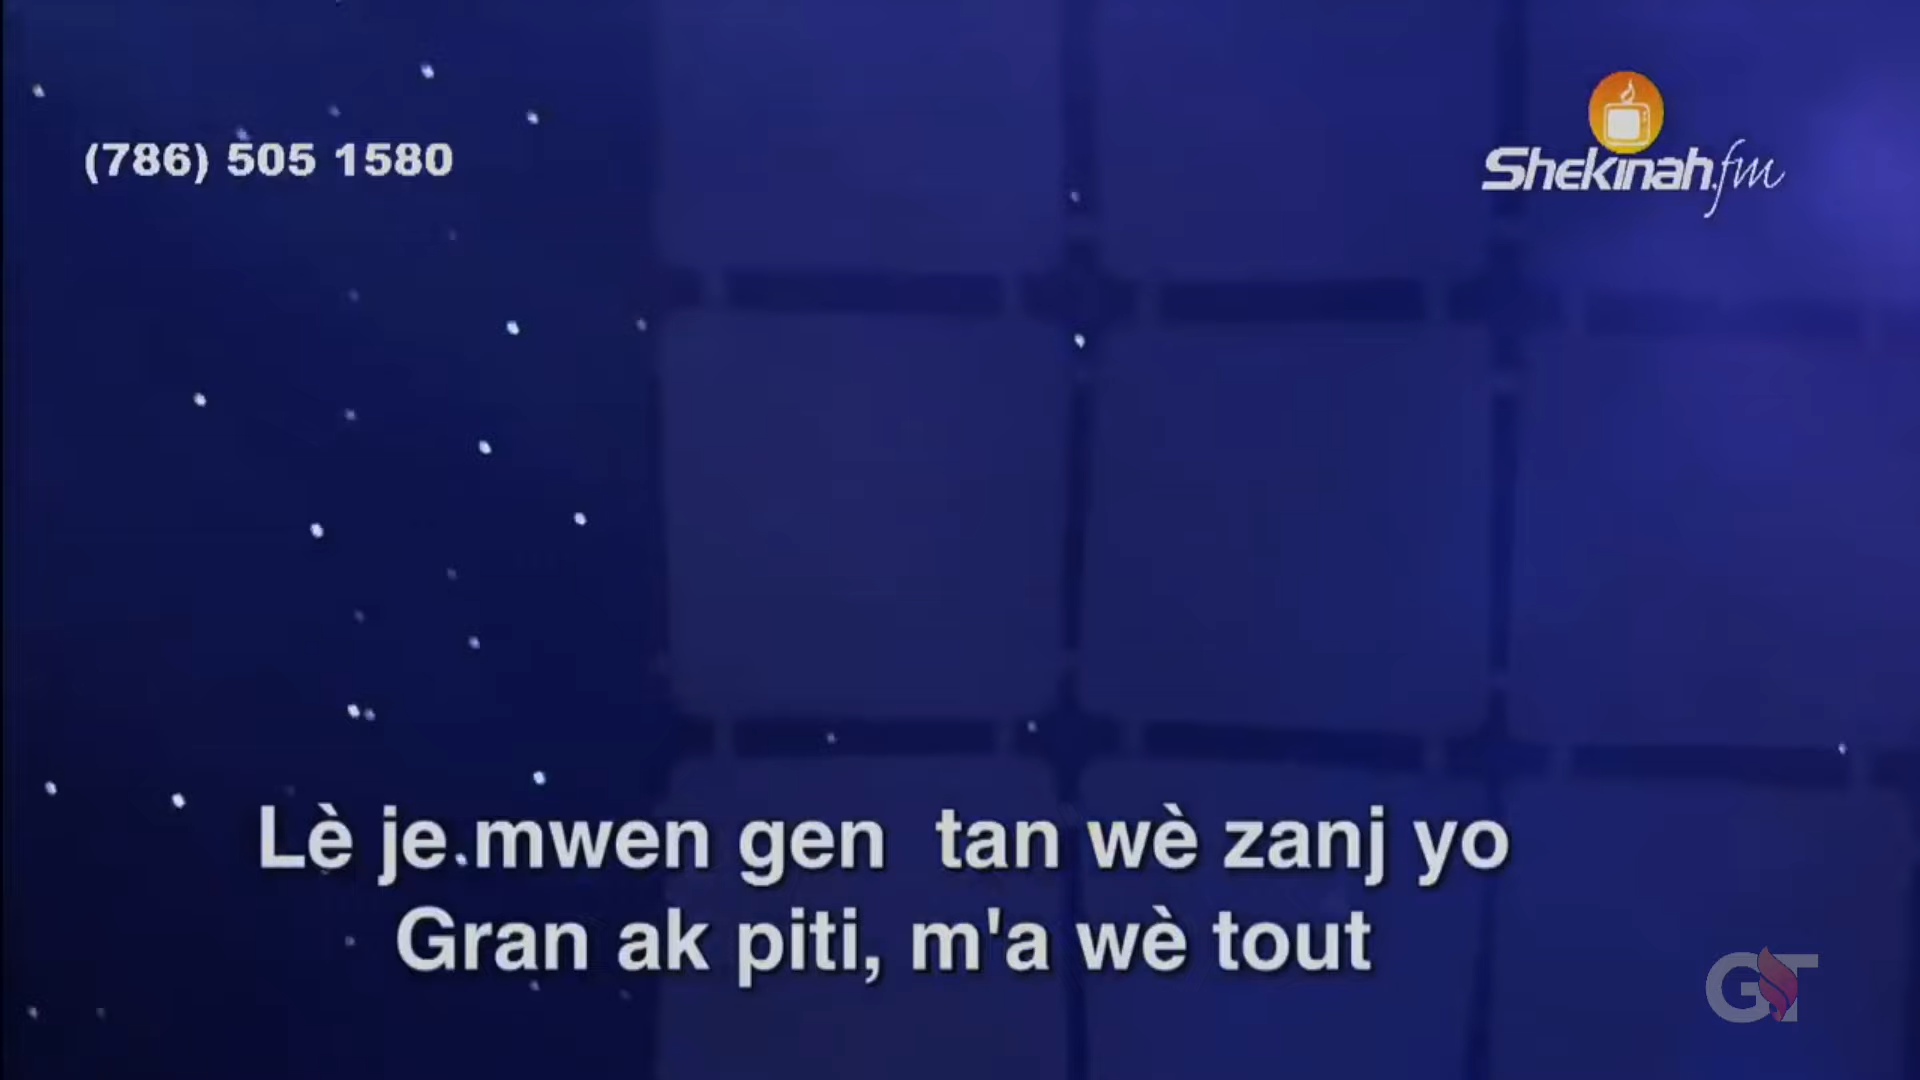 (786) 505 1580
Shekinah.fm
Lè je mwen gen tan wè zanj yo
Gran ak piti, m'a wè tout
GT